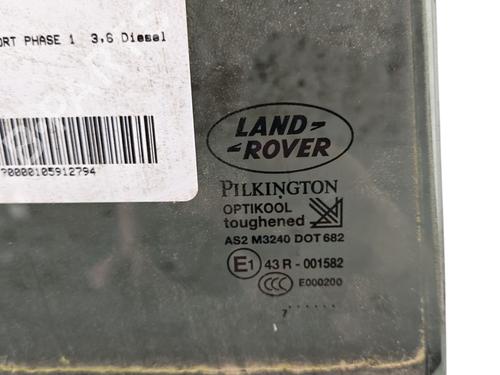 ORT PHASE 1 3,6 Diesel
70000105912794
LAND-
-ROVER
PILKINGTON
OPTIKOOL
toughened
AS2 M3240 DOT 682
E1 43 R - 001582
CCC E000200
7